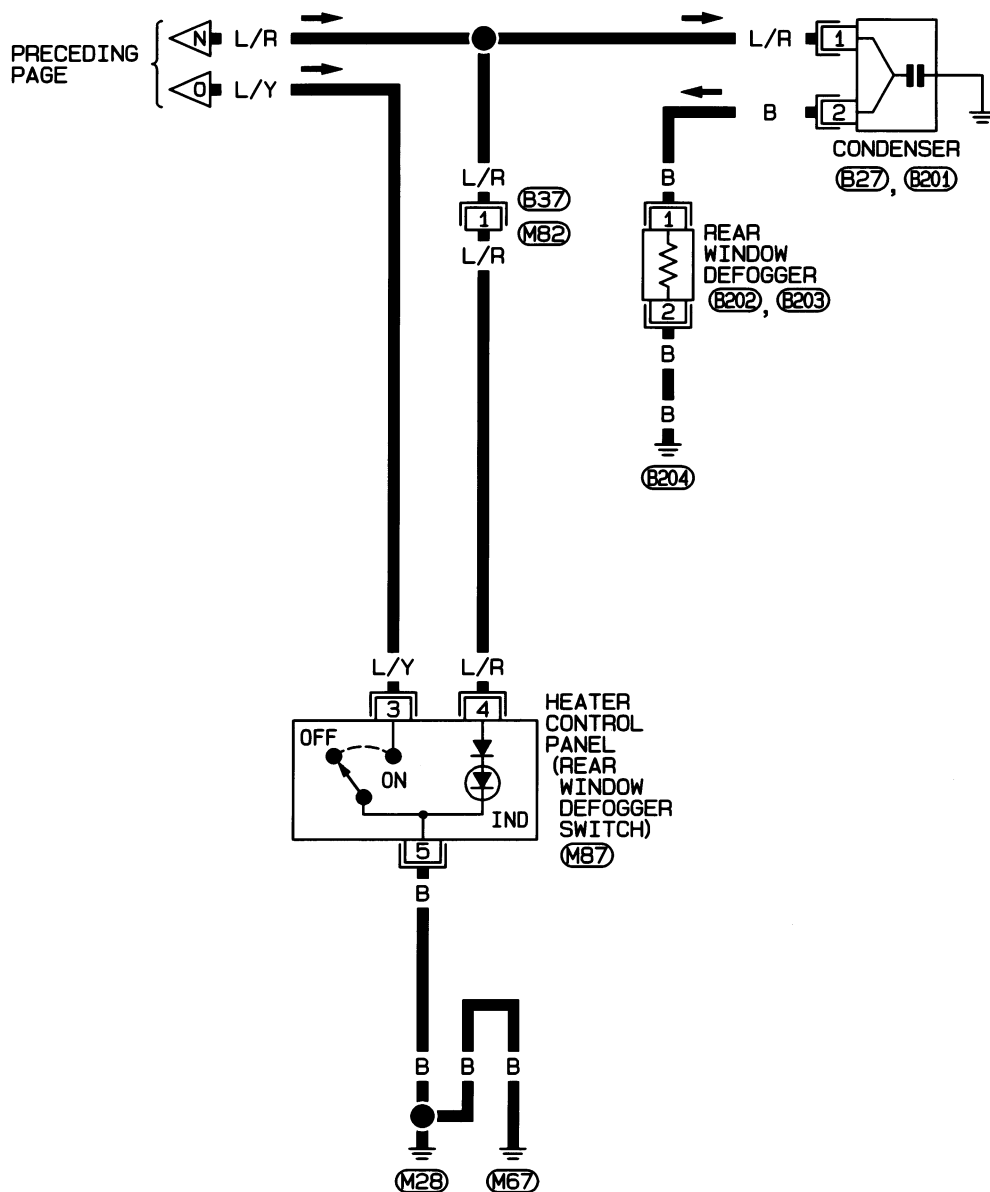 PRECEDING
PAGE
N
L/R
L/R
1
O
L/Y
B
2
CONDENSER
B27, B201
L/R
B37
1
M82
L/R
B
1
REAR
WINDOW
DEFOGGER
B202, B203
2
B
B
B204
L/Y
L/R
3
4
HEATER
CONTROL
PANEL
(REAR
WINDOW
DEFOGGER
SWITCH)
M87
OFF
ON
IND
5
B
B
B
B
M28
M67